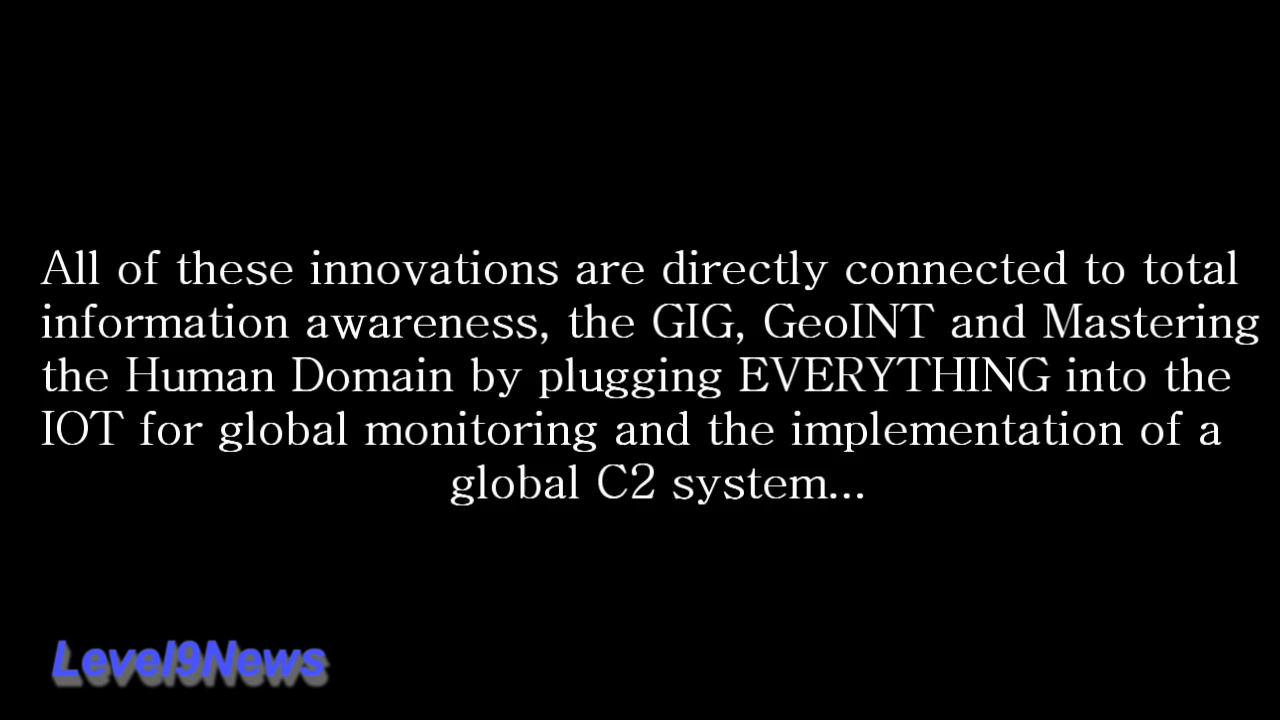 All of these innovations are directly connected to total
information awareness, the GIG, GeoINT and Mastering
the Human Domain by plugging EVERYTHING into the
IOT for global monitoring and the implementation of a
global C2 system...
Level9News